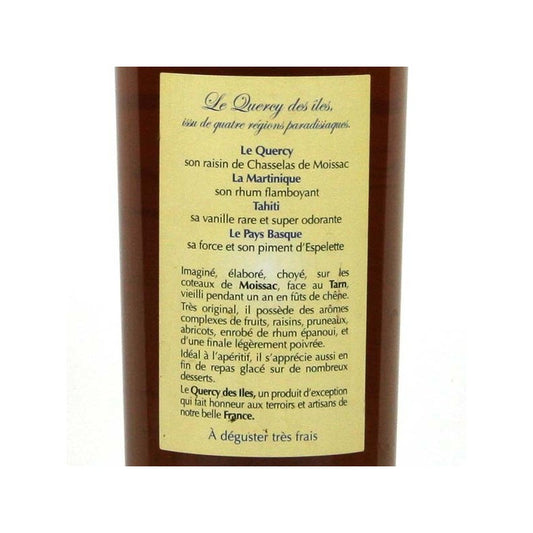 Le Quercy des îles,
issu de quatre régions paradisiaques.
Le Quercy
son raisin de Chasselas de Moissac
La Martinique
son rhum flamboyant
Tahiti
sa vanille rare et super odorante
Le Pays Basque
sa force et son piment d'Espelette
Imaginé, élaboré, choyé, sur les
coteaux de Moissac, face au Tarn,
vieilli pendant un an en fûts de chêne.
Très original, il possède des arômes
complexes de fruits, raisins, pruneaux,
abricots, enrobé de rhum épanoui, et
d'une finale légèrement poivrée.
Idéal à l'apéritif, il s'apprécie aussi en
fin de repas glacé sur de nombreux
desserts.
Le Quercy des Iles, un produit d'exception
qui fait honneur aux terroirs et artisans de
notre belle France.
À déguster très frais